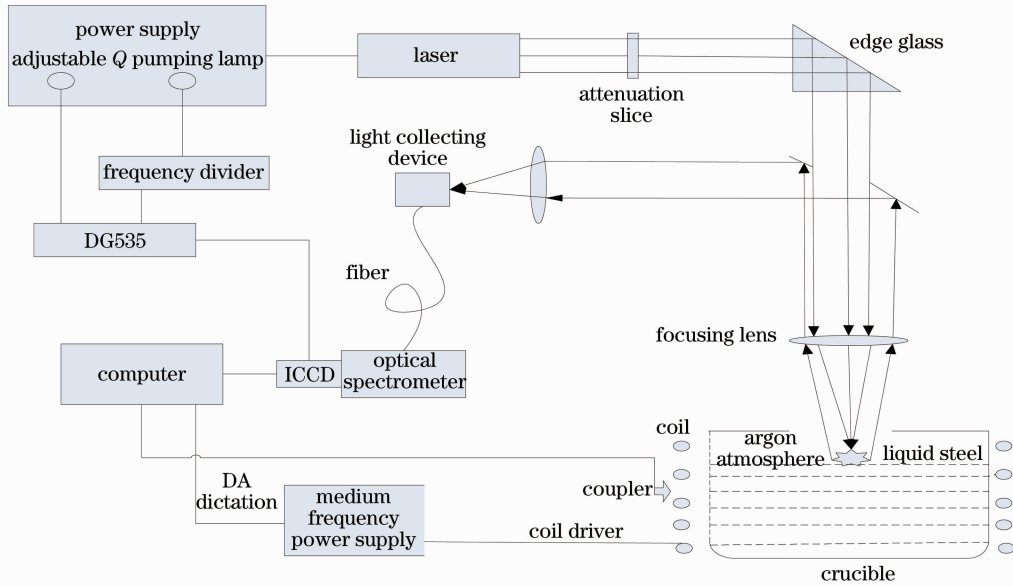 power supply
adjustable Q pumping lamp
laser
attenuation
slice
edge glass
light collecting
device
frequency divider
DG535
fiber
focusing lens
computer
ICCD
optical
spectrometer
coil
argon
atmosphere
liquid steel
DA
dictation
coupler
medium
frequency
power supply
coil driver
crucible